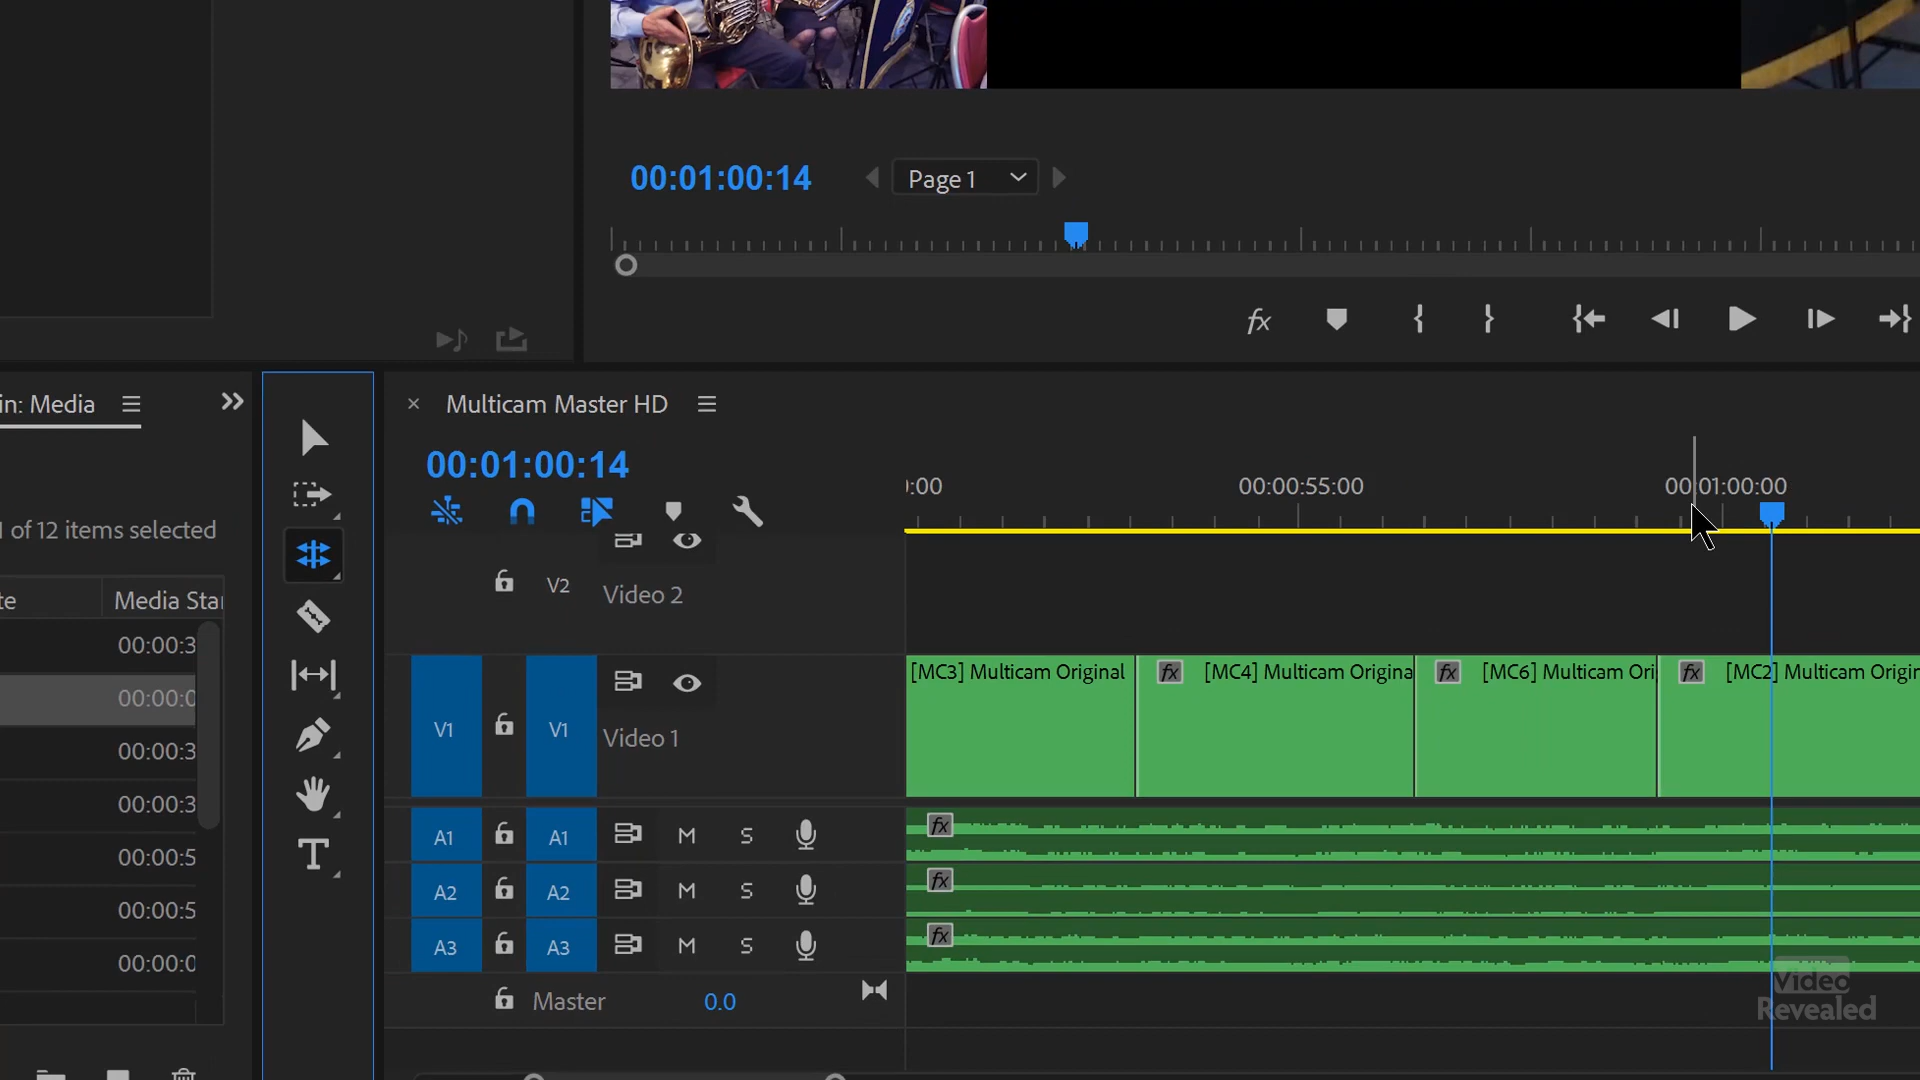 00:01:00:14
Page 1
fx
in: Media
Multicam Master HD
00:01:00:14
:00
00:00:55:00
00:01:00:00
1 of 12 items selected
te
Media Star
00:00:3
00:00:0
00:00:3
00:00:3
00:00:5
00:00:5
00:00:0
V2
Video 2
[MC3] Multicam Original
fx
[MC4] Multicam Origina
fx
[MC6] Multicam Ori
fx
[MC2] Multicam Origin
V1
V1
Video 1
A1
A1
M
S
fx
A2
A2
M
S
fx
A3
A3
M
S
fx
Master
0.0
T
Video
Revealed